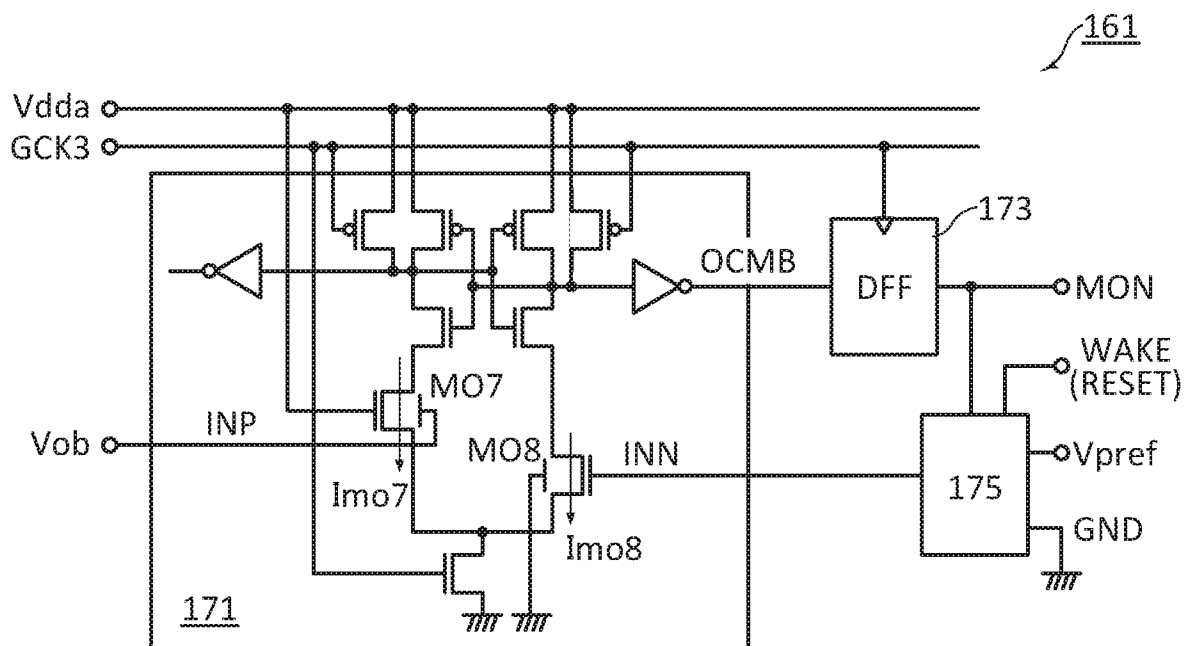 161
Vdda
GCK3
173
OCMB
DFF
MON
WAKE
(RESET)
MO7
INP
Vob
MO8
INN
Vpref
175
Imo7
GND
Imo8
171